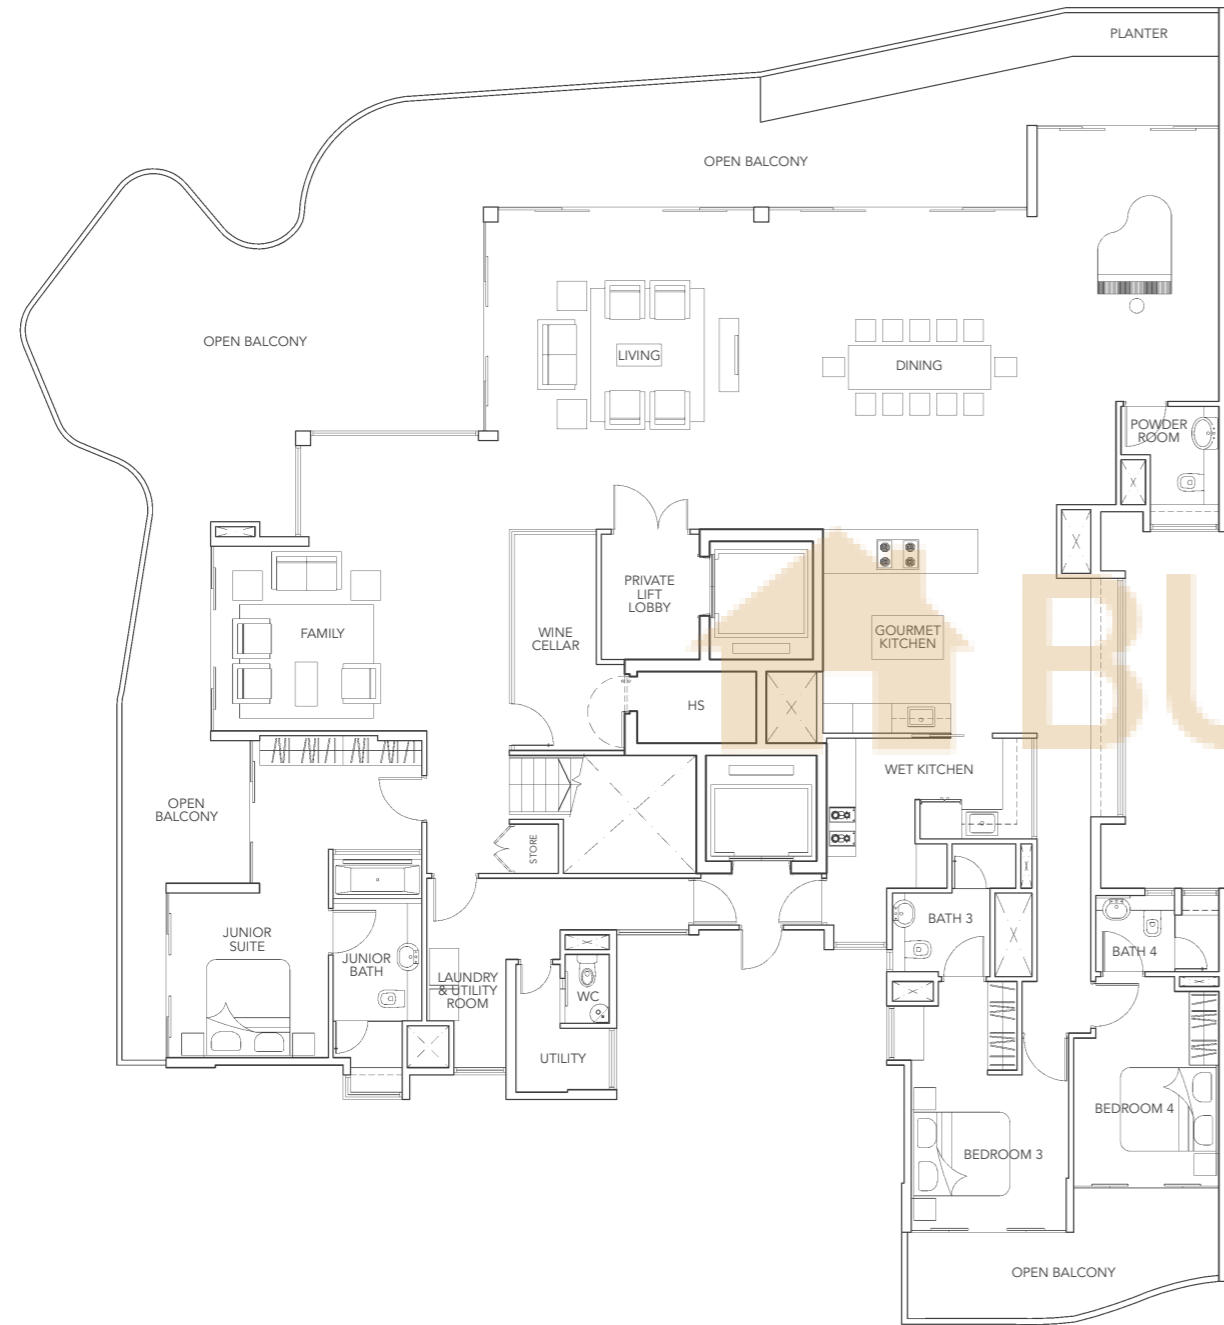 PLANTER
OPEN BALCONY
OPEN BALCONY
LIVING
DINING
POWDER
ROOM
PRIVATE
LIFT
LOBBY
FAMILY
WINE
CELLAR
GOURMET
KITCHEN
HS
BU
WET KITCHEN
OPEN
BALCONY
STORE
JUNIOR
SUITE
JUNIOR
BATH
LAUNDRY
& UTILITY
ROOM
WC
UTILITY
BATH 3
BATH 4
BEDROOM 4
BEDROOM 3
OPEN BALCONY